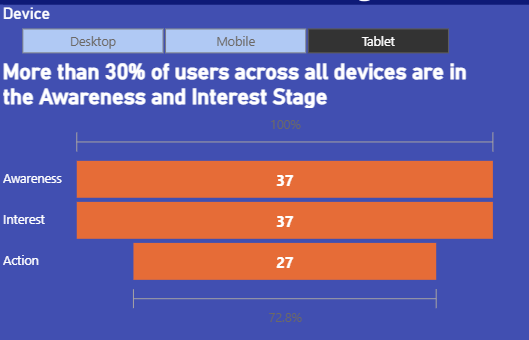 Device
Desktop Mobile Tablet
More than 30% of users across all devices are in
the Awareness and Interest Stage
100%
Awareness 37
Interest 37
Action 27
72.8%